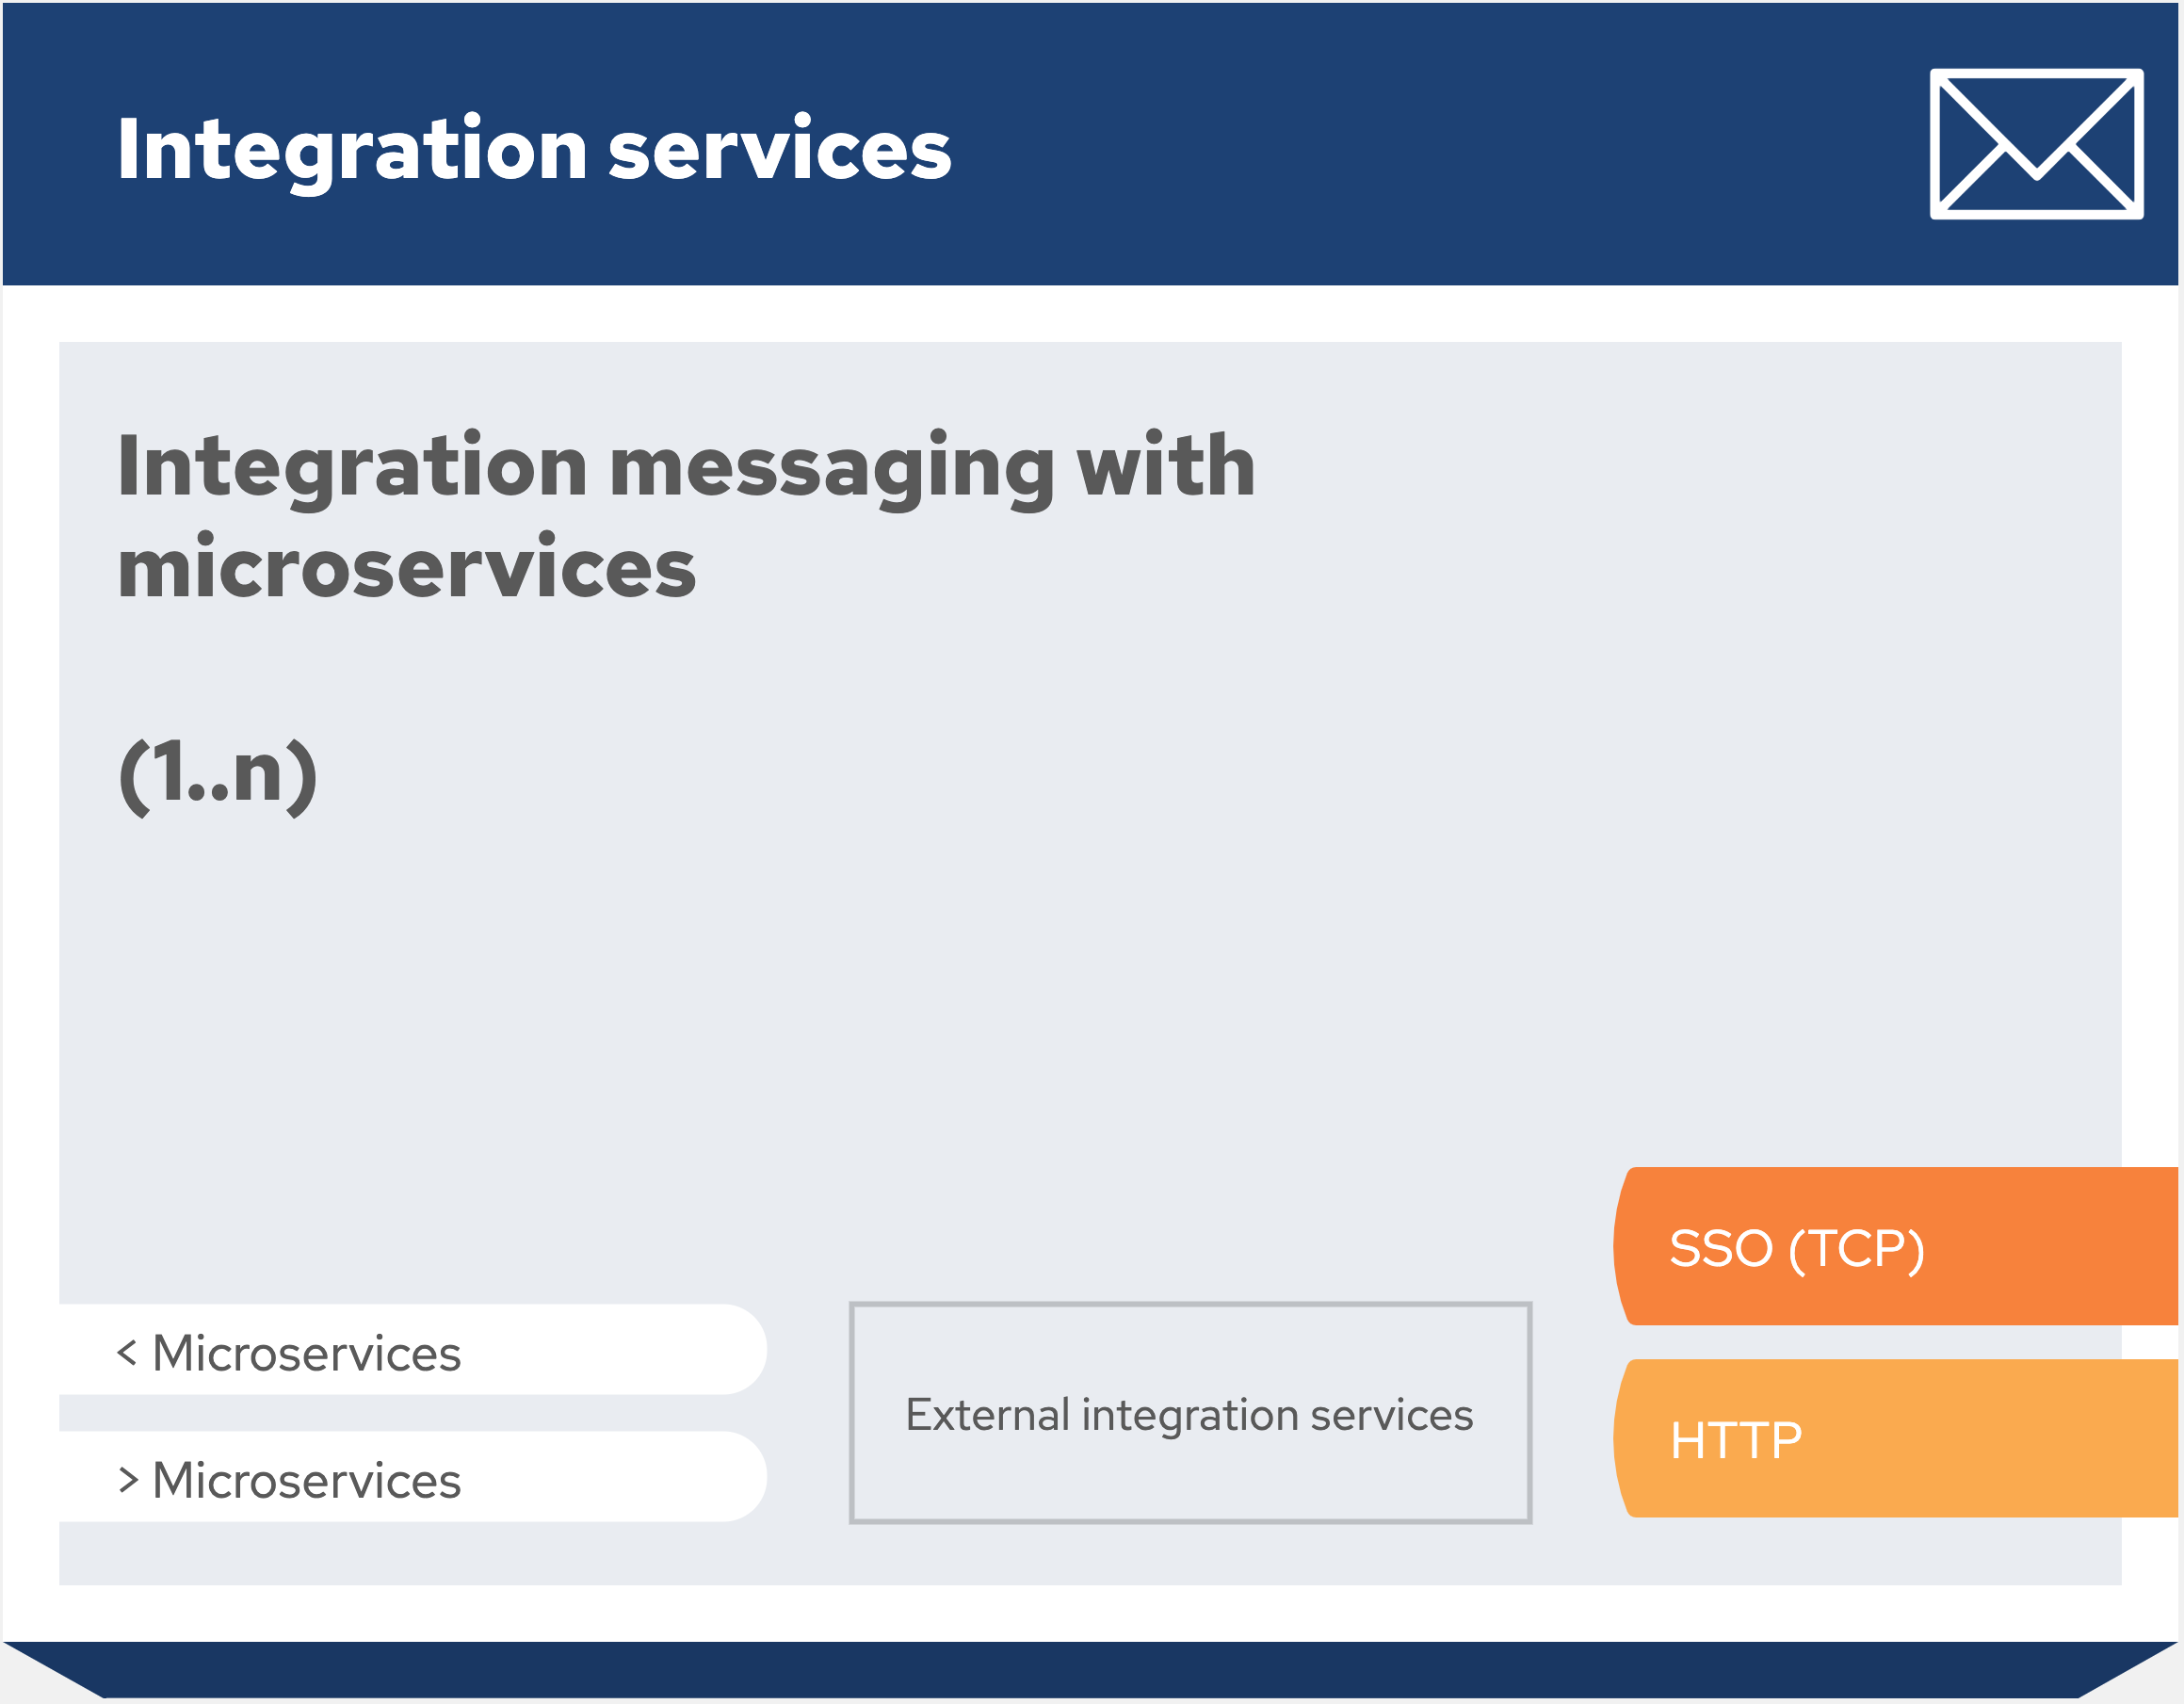 Integration services
Integration messaging with
microservices
(1..n)
SSO (TCP)
< Microservices
External integration services
HTTP
> Microservices